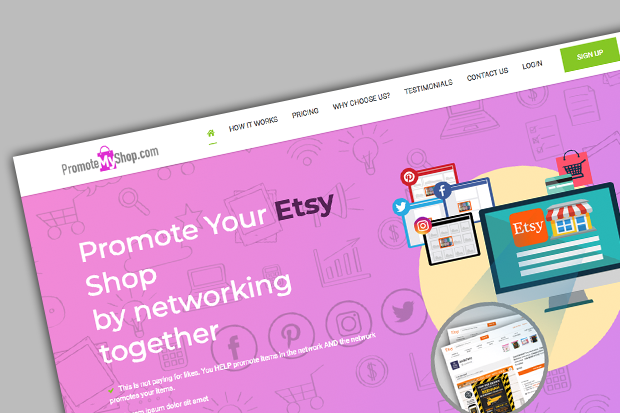 PromoteMyShop.com
HOW IT WORKS PRICING WHY CHOOSE US? TESTIMONIALS CONTACT US LOGIN SIGN UP
Promote Your Etsy
Shop
by networking
together
This is not paying for likes. You HELP promote items in the network AND the network
promotes your items.
ipsum dolor sit amet
Etsy